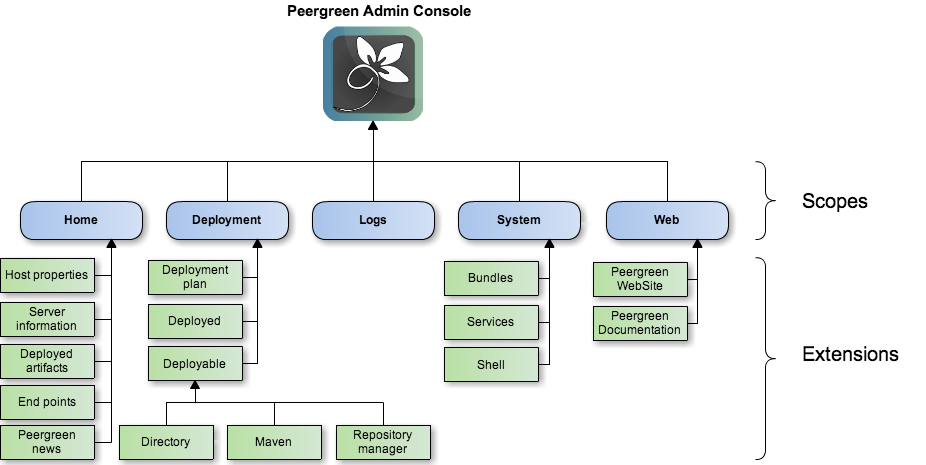 Peergreen Admin Console
Home
Deployment
Logs
System
Web
Scopes
Host properties
Server
information
Deployed
artifacts
End points
Peergreen
news
Deployment
plan
Deployed
Deployable
Directory
Maven
Repository
manager
Bundles
Services
Shell
Peergreen
WebSite
Peergreen
Documentation
Extensions